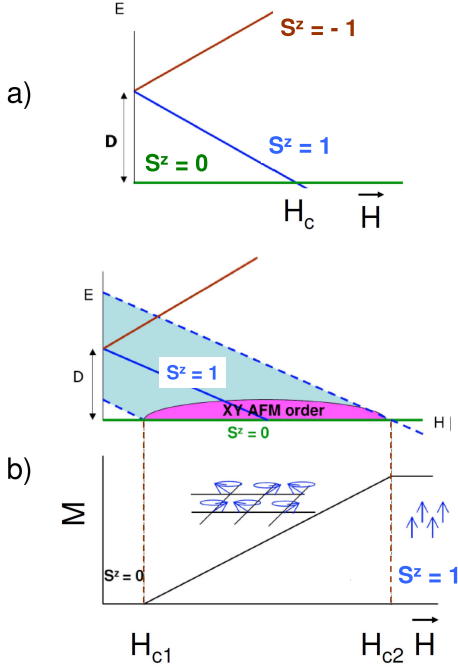 E
S^z = - 1
a)
D
S^z = 0
S^z = 1
H_c
H
E
D
S^z = 1
XY AFM order
S^z = 0
H |
b)
M
S^z = 0
S^z = 1
H_c1
H_c2
H